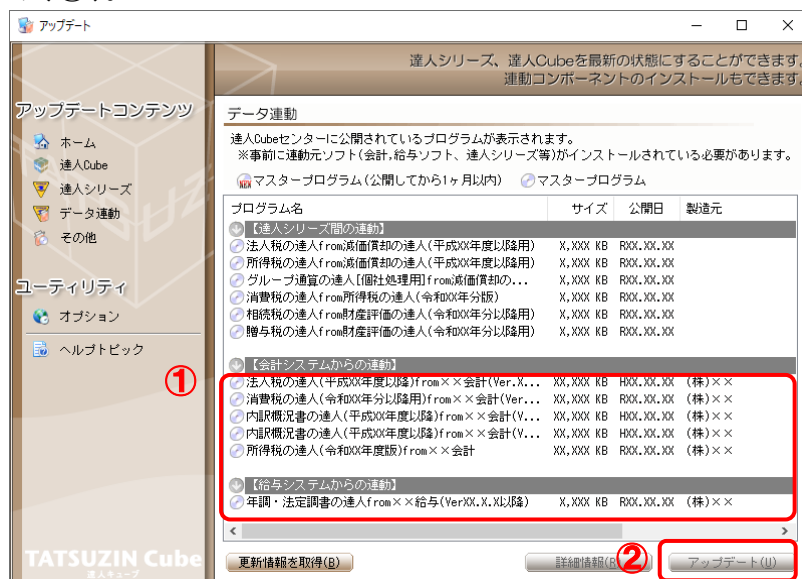 アップデート
達人シリーズ、達人Cubeを最新の状態にすることができます。
連動コンポーネントのインストールもできます。
アップデートコンテンツ
ホーム
達人Cube
達人シリーズ
データ連動
その他
ユーティリティ
オプション
ヘルプトピック
データ連動
達人Cubeセンターに公開されているプログラムが表示されます。
※事前に連動元ソフト(会計,給与ソフト、達人シリーズ等)がインストールされている必要があります。
NEW マスタープログラム(公開してから1ヶ月以内) マスタープログラム
プログラム名 サイズ 公開日 製造元
【達人シリーズ間の連動】
法人税の達人from減価償却の達人(平成XX年度以降用) X,XXX KB RXX.XX.XX
所得税の達人from減価償却の達人(平成XX年度以降用) X,XXX KB RXX.XX.XX
グループ通算の達人[個社処理用]from減価償却の... X,XXX KB RXX.XX.XX
消費税の達人from所得税の達人(令和XX年分版) X,XXX KB RXX.XX.XX
相続税の達人from財産評価の達人(令和XX年分以降用) X,XXX KB RXX.XX.XX
贈与税の達人from財産評価の達人(令和XX年分以降用) X,XXX KB RXX.XX.XX
【会計システムからの連動】
①
法人税の達人(平成XX年度以降)from××会計(Ver.X... XX,XXX KB HXX.XX.XX (株)××
消費税の達人(令和XX年分以降用)from××会計(Ver... XX,XXX KB RXX.XX.XX (株)××
内訳概況書の達人(平成XX年度以降)from××会計(V... XX,XXX KB HXX.XX.XX (株)××
内訳概況書の達人(平成XX年度以降)from××会計(V... XX,XXX KB HXX.XX.XX (株)××
所得税の達人(令和XX年度版)from××会計 XX,XXX KB RXX.XX.XX (株)××
【給与システムからの連動】
年調・法定調書の達人from××給与(VerXX.X.X以降) X,XXX KB RXX.XX.XX (株)××
更新情報を取得(B) 詳細情報(R ② アップデート(U)
TATSUZIN Cube
達人キューブ